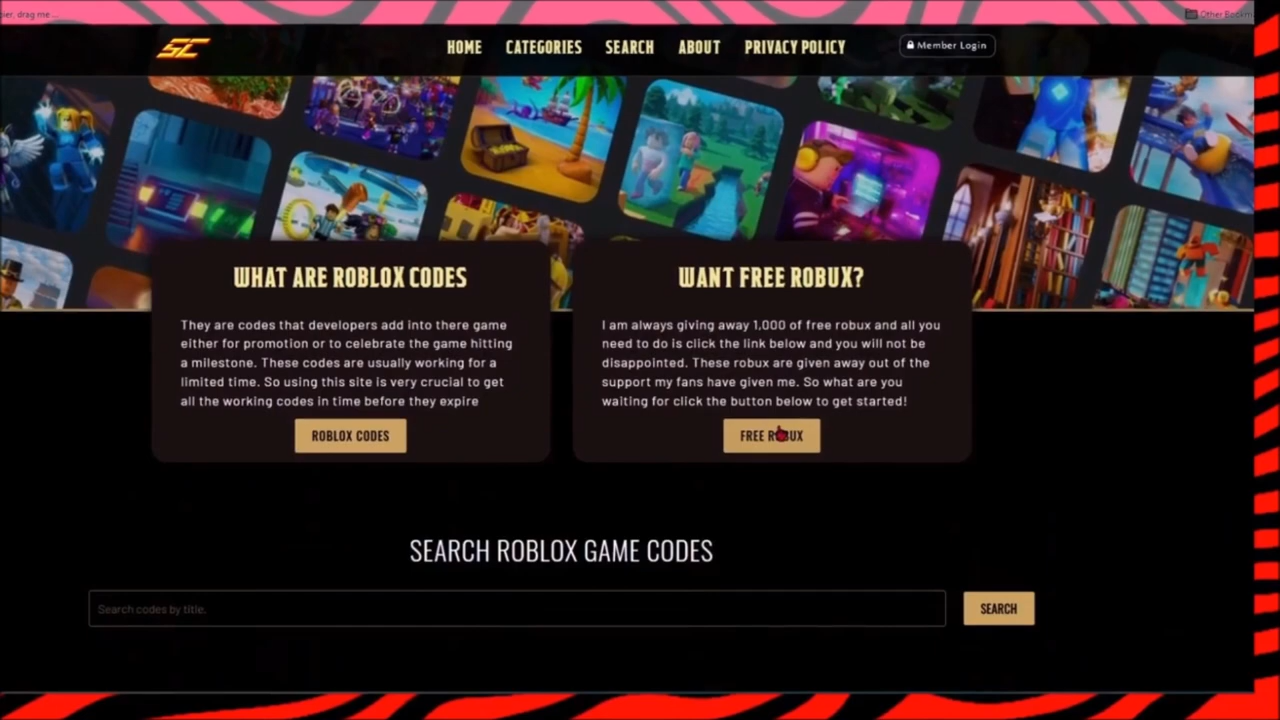 pier, drag me ...
Other Bookm
SC
HOME
CATEGORIES
SEARCH
ABOUT
PRIVACY POLICY
Member Login
WHAT ARE ROBLOX CODES
They are codes that developers add into there game
either for promotion or to celebrate the game hitting
a milestone. These codes are usually working for a
limited time. So using this site is very crucial to get
all the working codes in time before they expire
ROBLOX CODES
WANT FREE ROBUX?
I am always giving away 1,000 of free robux and all you
need to do is click the link below and you will not be
disappointed. These robux are given away out of the
support my fans have given me. So what are you
waiting for click the button below to get started!
FREE ROBUX
SEARCH ROBLOX GAME CODES
Search codes by title.
SEARCH